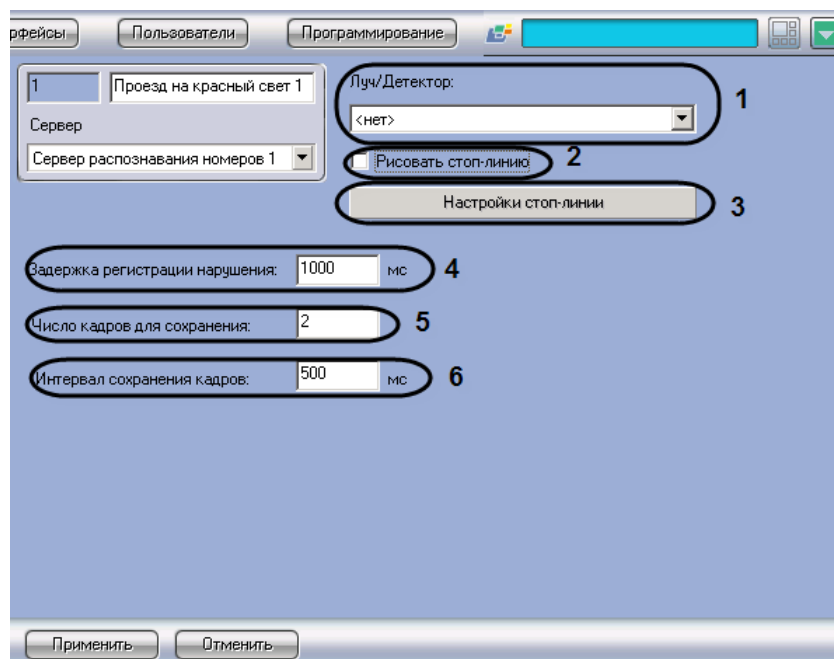 рфейсы Пользователи Программирование
1 Проезд на красный свет 1
Сервер
Сервер распознавания номеров 1
Луч/Детектор:
<нет>
1
Рисовать стоп-линию 2
Настройки стоп-линии 3
Задержка регистрации нарушения: 1000 мс 4
Число кадров для сохранения: 2 5
Интервал сохранения кадров: 500 мс 6
Применить Отменить